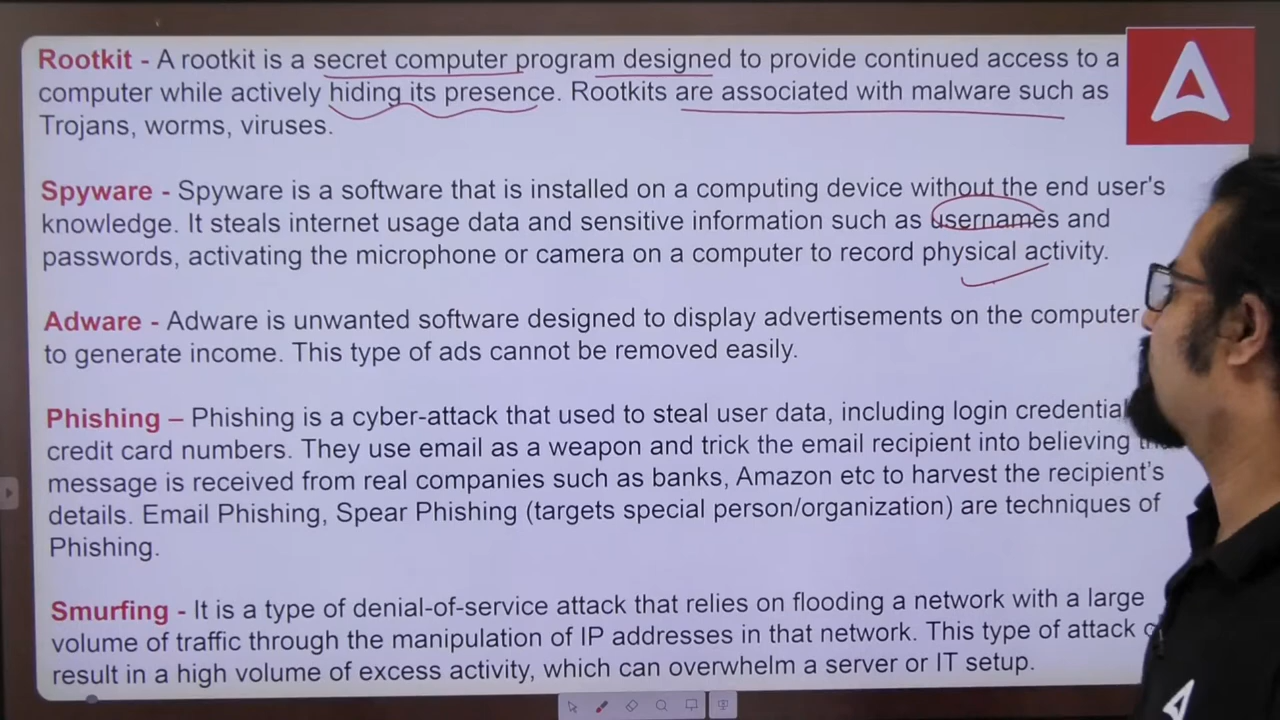 Rootkit - A rootkit is a secret computer program designed to provide continued access to a
computer while actively hiding its presence. Rootkits are associated with malware such as
Trojans, worms, viruses.
Spyware - Spyware is a software that is installed on a computing device without the end user's
knowledge. It steals internet usage data and sensitive information such as usernames and
passwords, activating the microphone or camera on a computer to record physical activity.
Adware - Adware is unwanted software designed to display advertisements on the computer
to generate income. This type of ads cannot be removed easily.
Phishing – Phishing is a cyber-attack that used to steal user data, including login credential
credit card numbers. They use email as a weapon and trick the email recipient into believing
message is received from real companies such as banks, Amazon etc to harvest the recipient's
details. Email Phishing, Spear Phishing (targets special person/organization) are techniques of
Phishing.
Smurfing - It is a type of denial-of-service attack that relies on flooding a network with a large
volume of traffic through the manipulation of IP addresses in that network. This type of attack
result in a high volume of excess activity, which can overwhelm a server or IT setup.